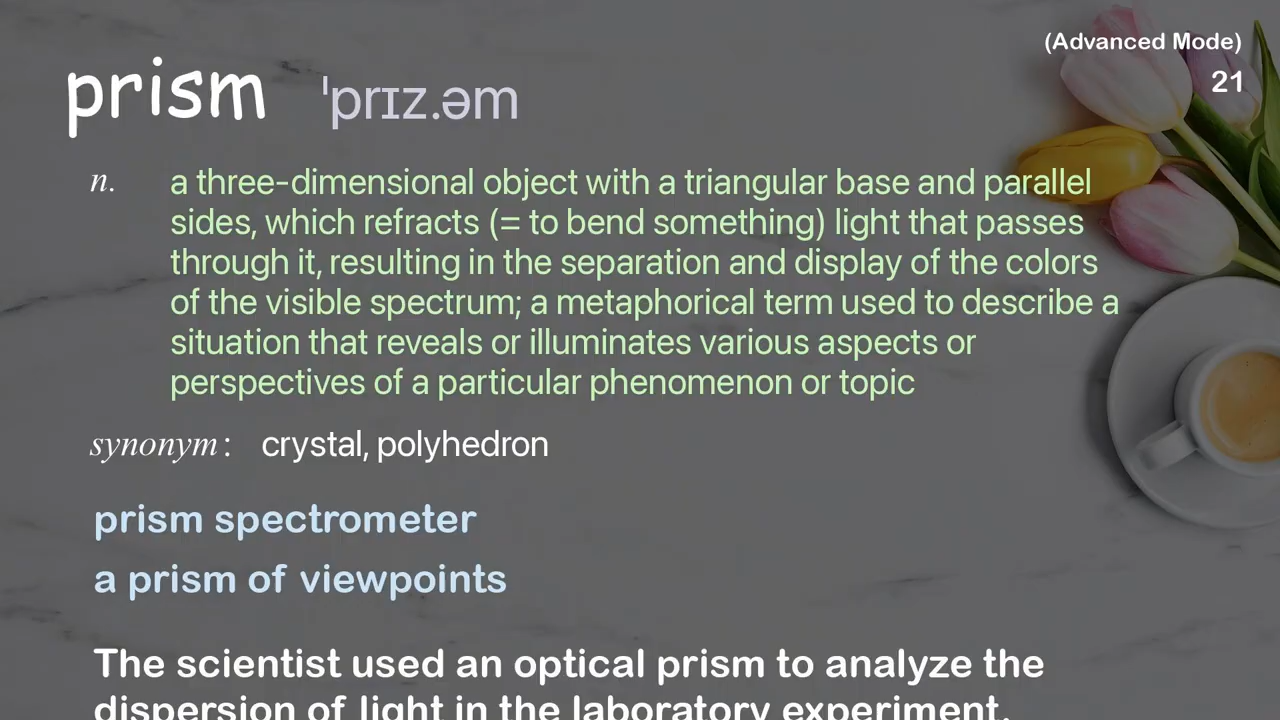 (Advanced Mode)
21
prism ˈprɪz.əm
n. a three-dimensional object with a triangular base and parallel
sides, which refracts (= to bend something) light that passes
through it, resulting in the separation and display of the colors
of the visible spectrum; a metaphorical term used to describe a
situation that reveals or illuminates various aspects or
perspectives of a particular phenomenon or topic
synonym: crystal, polyhedron
prism spectrometer
a prism of viewpoints
The scientist used an optical prism to analyze the
dispersion of light in the laboratory experiment.